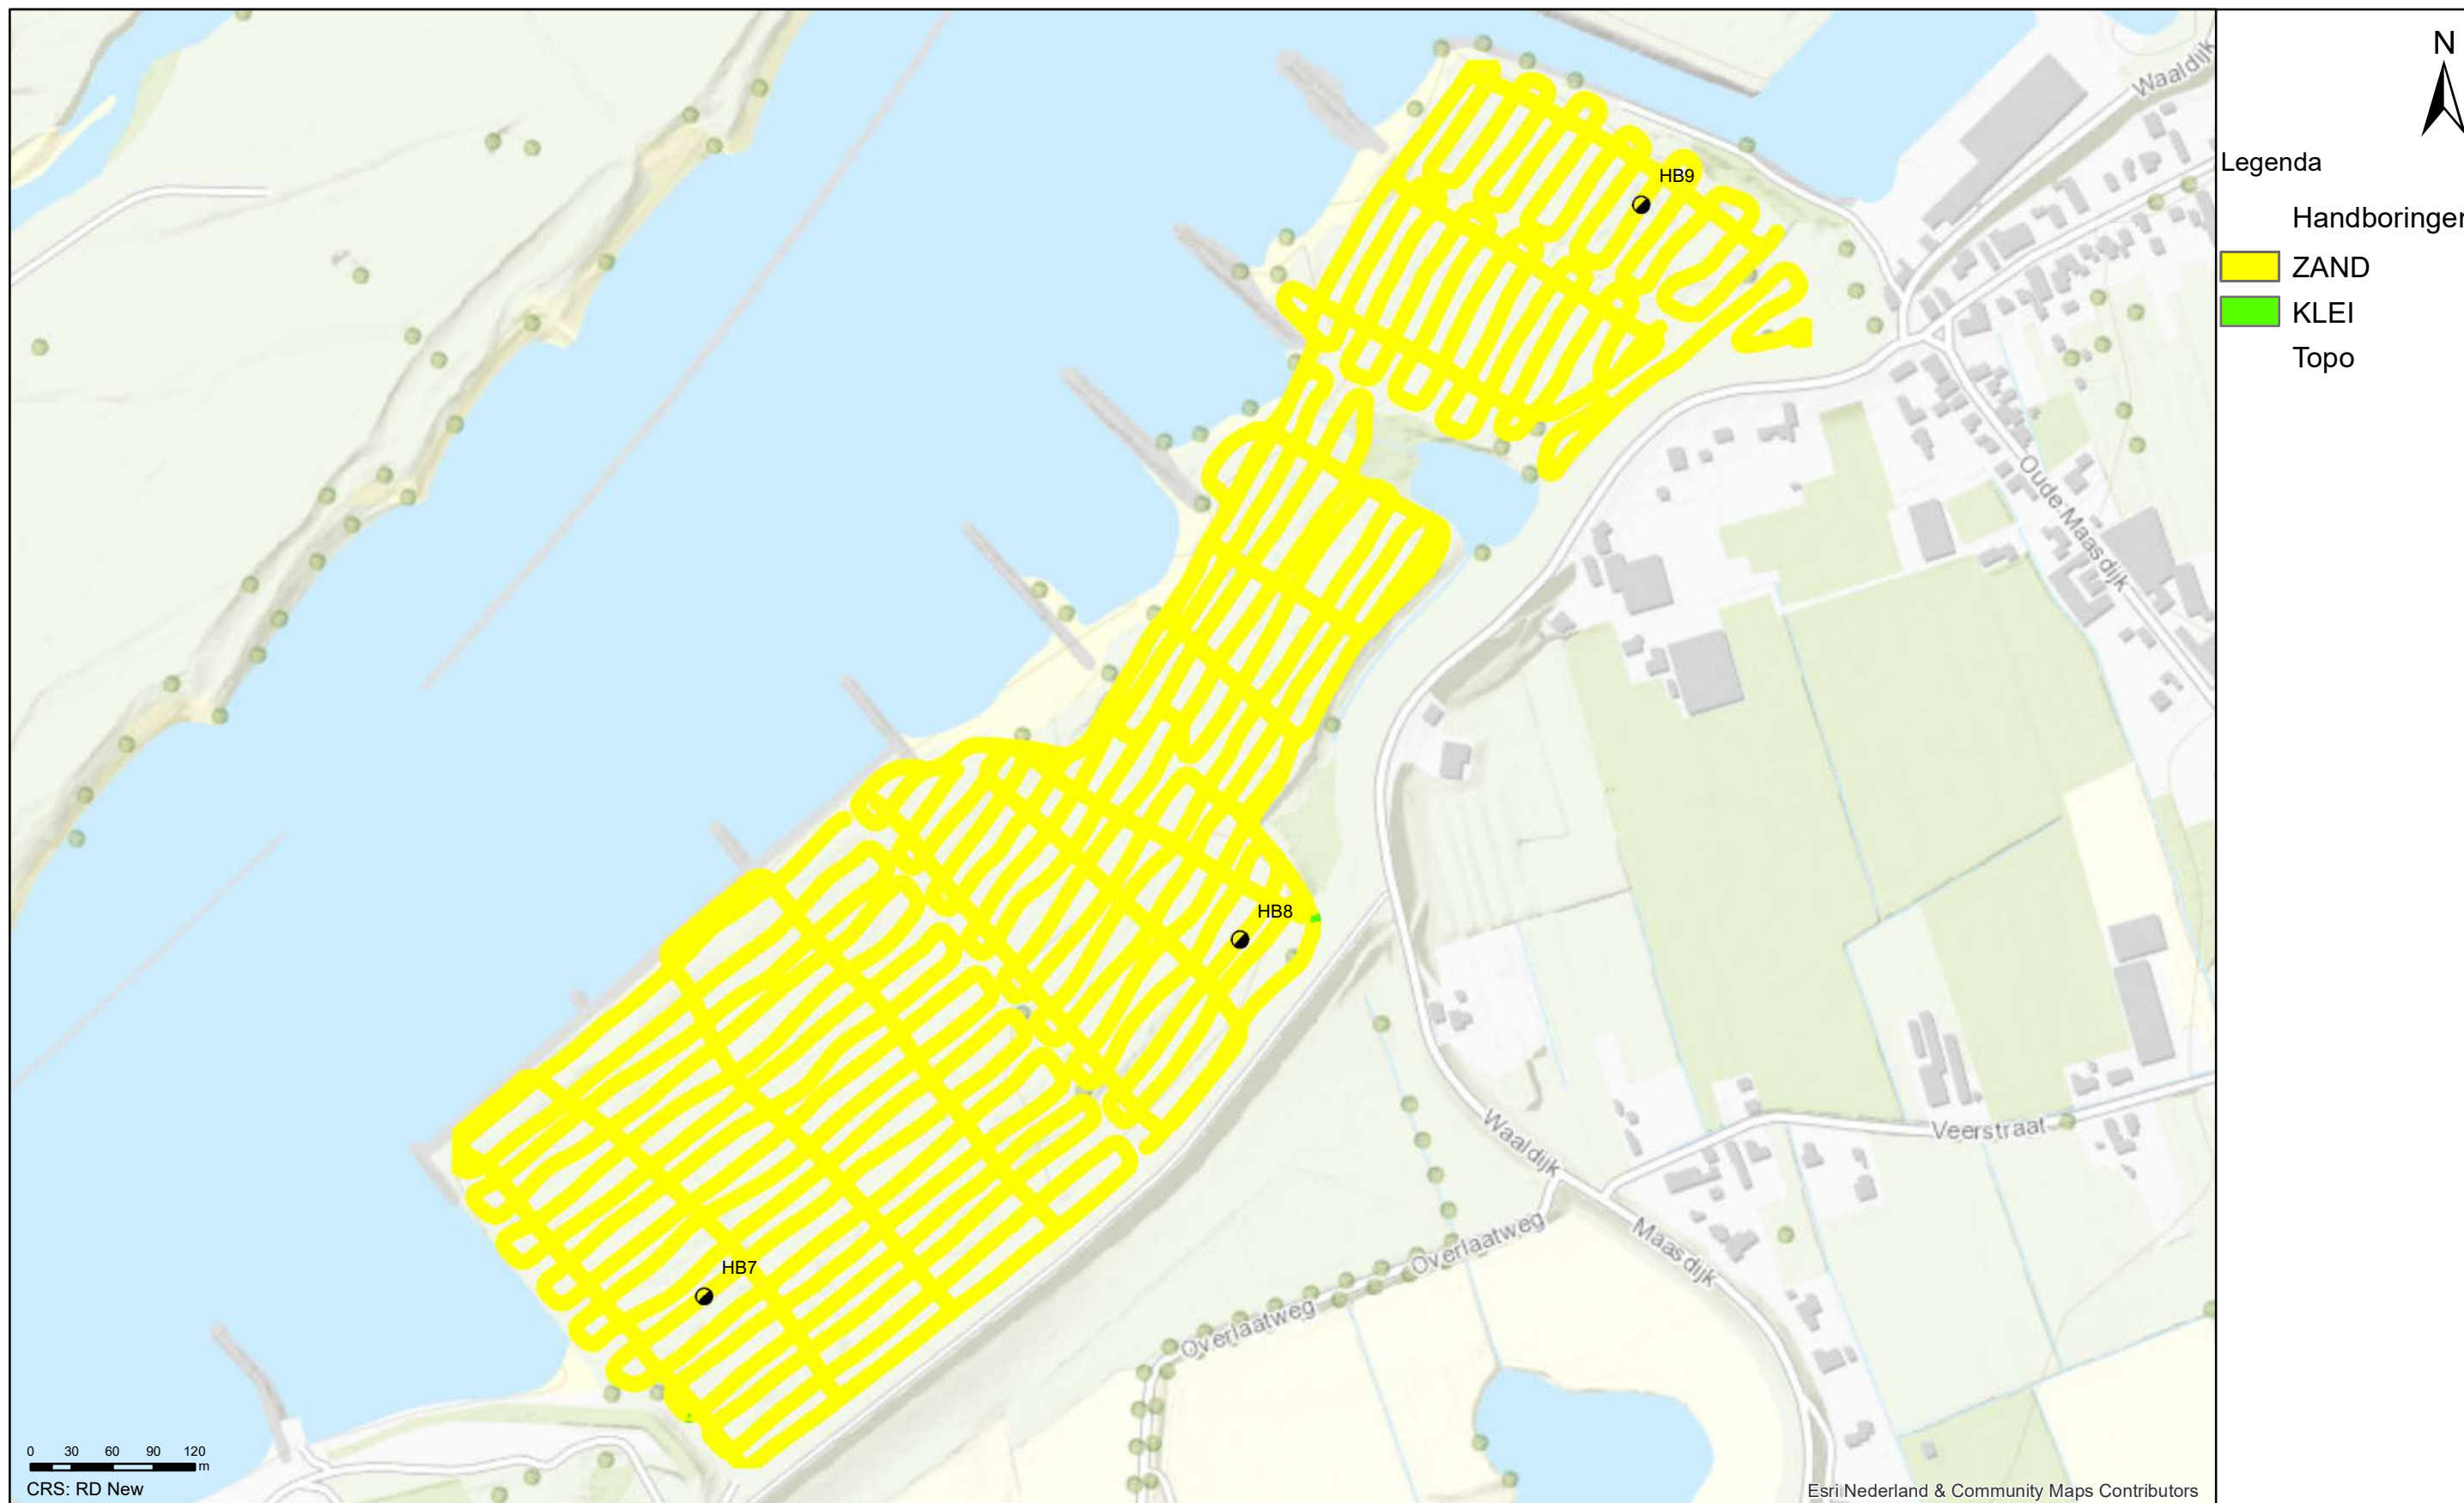 N
Waaldijk
Legenda
HB9
Handboringen
ZAND
KLEI
Topo
Oude Maasdijk
HB8
Waaldijk
Veerstraat
Overlaatweg
Maasdijk
HB7
Overlaatweg
0 30 60 90 120
m
CRS: RD New
Esri Nederland & Community Maps Contributors